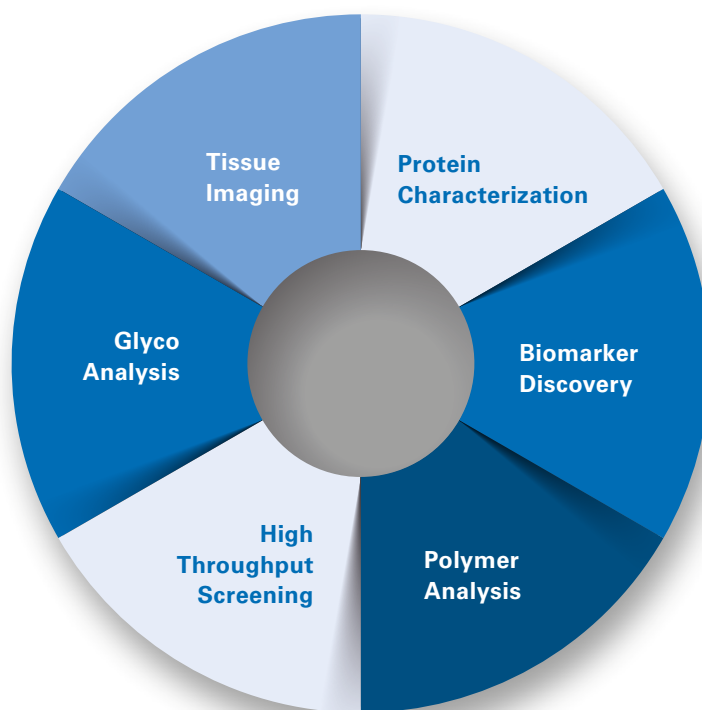 Tissue
Imaging
Protein
Characterization
Glyco
Analysis
Biomarker
Discovery
High
Throughput
Screening
Polymer
Analysis